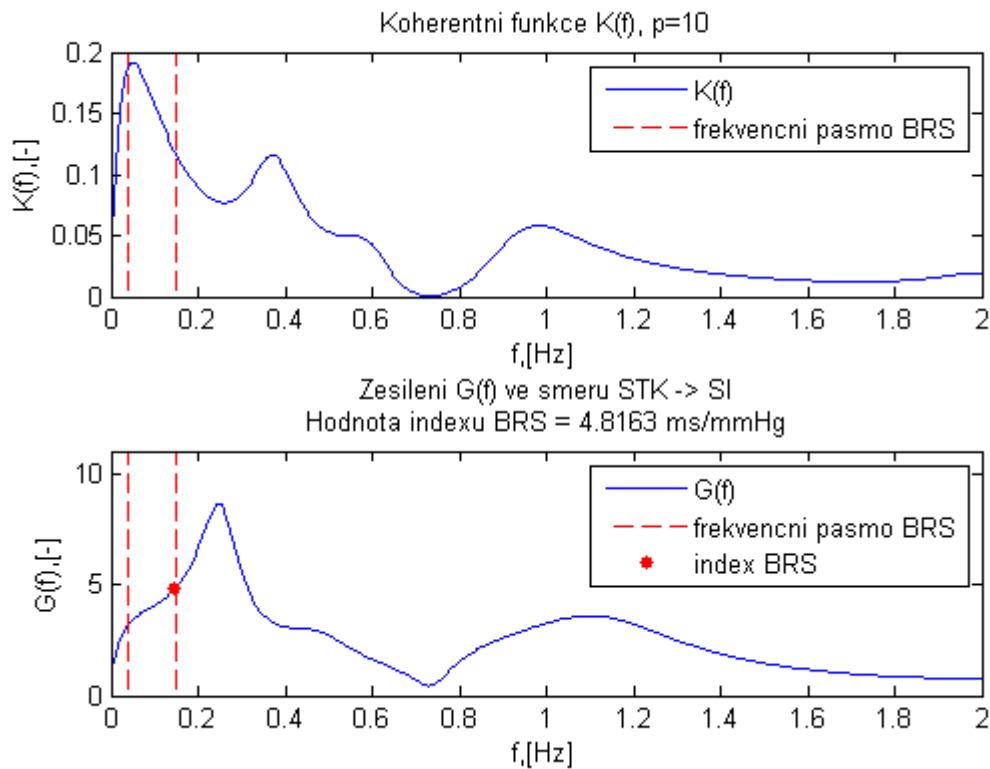 Koherentni funkce K(f), p=10
0.2
0.15
0.1
0.05
0
K(f),[-]
K(f)
frekvencni pasmo BRS
0 0.2 0.4 0.6 0.8 1 1.2 1.4 1.6 1.8 2
f,[Hz]
Zesileni G(f) ve smeru STK -> SI
Hodnota indexu BRS = 4.8163 ms/mmHg
10
5
0
G(f),[-]
G(f)
frekvencni pasmo BRS
index BRS
0 0.2 0.4 0.6 0.8 1 1.2 1.4 1.6 1.8 2
f,[Hz]